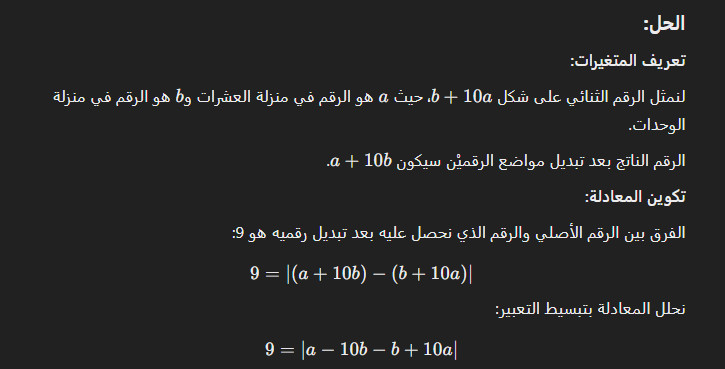 الحل:
تعريف المتغيرات:
لنمثل الرقم الثنائي على شكل b + 10a، حيث a هو الرقم في منزلة العشرات وb هو الرقم في منزلة
الوحدات.
الرقم الناتج بعد تبديل مواضع الرقميْن سيكون a + 10b.
تكوين المعادلة:
الفرق بين الرقم الأصلي والرقم الذي نحصل عليه بعد تبديل رقميه هو 9:
9 = |(a + 10b) − (b + 10a)|
نحلل المعادلة بتبسيط التعبير:
9 = |a − 10b − b + 10a|